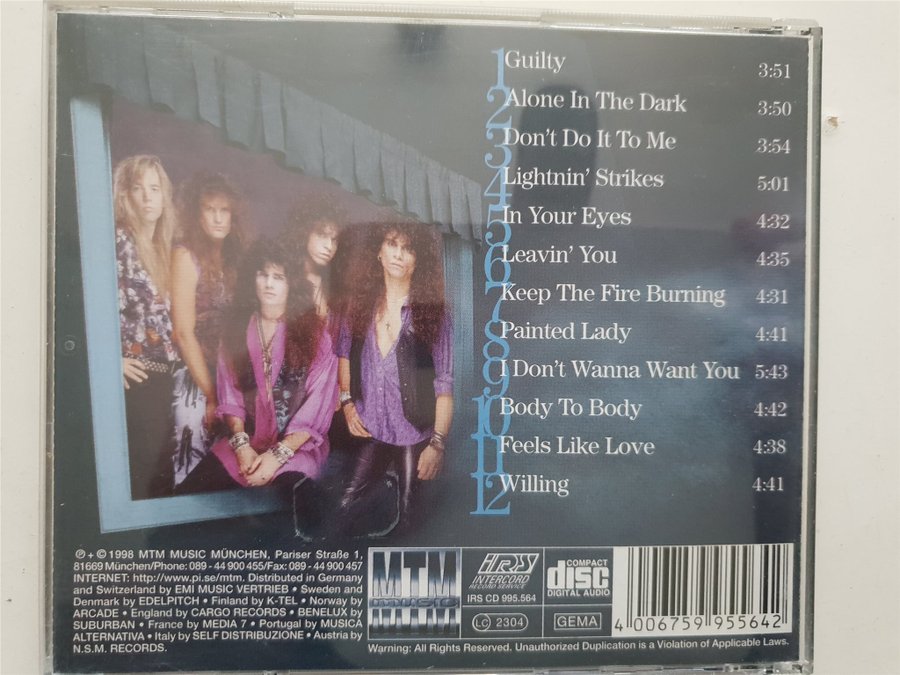 1 Guilty 3:51
2 Alone In The Dark 3:50
3 Don't Do It To Me 3:54
4 Lightnin' Strikes 5:01
5 In Your Eyes 4:32
6 Leavin' You 4:35
7 Keep The Fire Burning 4:31
8 Painted Lady 4:41
9 I Don't Wanna Want You 5:43
10 Body To Body 4:42
11 Feels Like Love 4:38
12 Willing 4:41
℗ + © 1998 MTM MUSIC MÜNCHEN, Pariser Straße 1,
81669 München/Phone: 089 - 44 900 455/Fax: 089 - 44 900 457
INTERNET: http://www.pi.se/mtm. Distributed in Germany
and Switzerland by EMI MUSIC VERTRIEB • Sweden and
Denmark by EDELPITCH • Finland by K-TEL • Norway by
ARCADE • England by CARGO RECORDS • BENELUX by
SUBURBAN • France by MEDIA 7 • Portugal by MUSICA
ALTERNATIVA • Italy by SELF DISTRIBUZIONE • Austria by
N.S.M. RECORDS.
MTM
music
IRS
INTERCORD
RECORD SERVICE
IRS CD 995.564
LC 2304
COMPACT
disc
DIGITAL AUDIO
GEMA
4 006759 955642
Warning: All Rights Reserved. Unauthorized Duplication is a Violation of Applicable Laws.